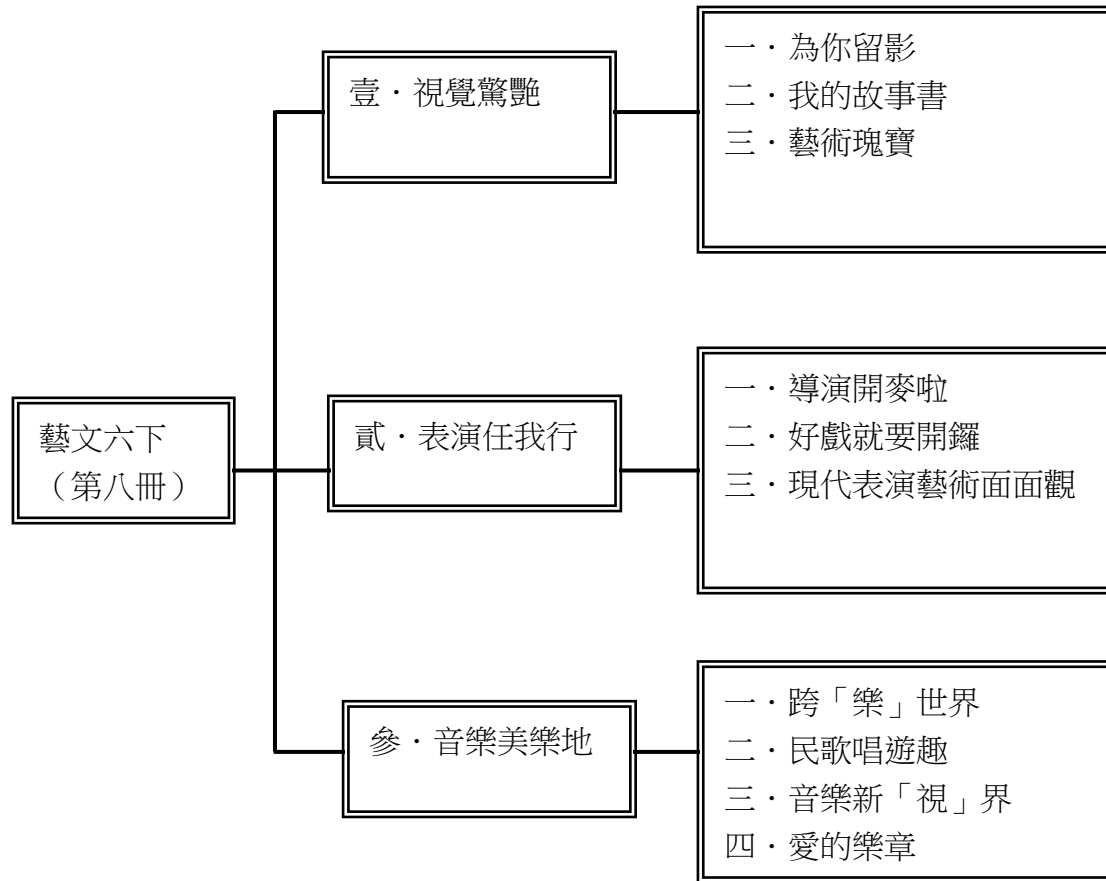 藝文六下
（第八冊）
壹．視覺驚艷
一．為你留影
二．我的故事書
三．藝術瑰寶
貳．表演任我行
一．導演開麥啦
二．好戲就要開鑼
三．現代表演藝術面面觀
參．音樂美樂地
一．跨「樂」世界
二．民歌唱遊趣
三．音樂新「視」界
四．愛的樂章